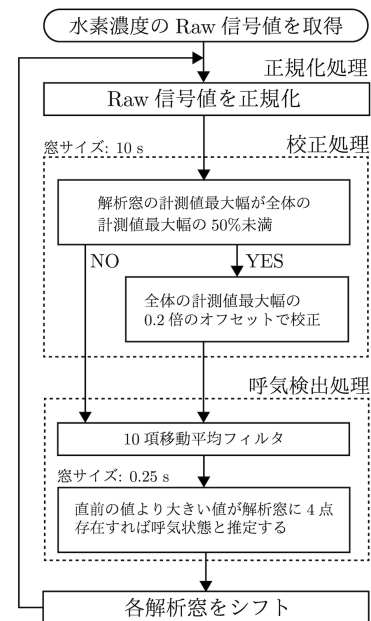 水素濃度の Raw 信号値を取得
正規化処理
Raw 信号値を正規化
校正処理
窓サイズ: 10 s
解析窓の計測値最大幅が全体の
計測値最大幅の 50%未満
NO
YES
全体の計測値最大幅の
0.2 倍のオフセットで校正
呼気検出処理
10 項移動平均フィルタ
窓サイズ: 0.25 s
直前の値より大きい値が解析窓に 4 点
存在すれば呼気状態と推定する
各解析窓をシフト